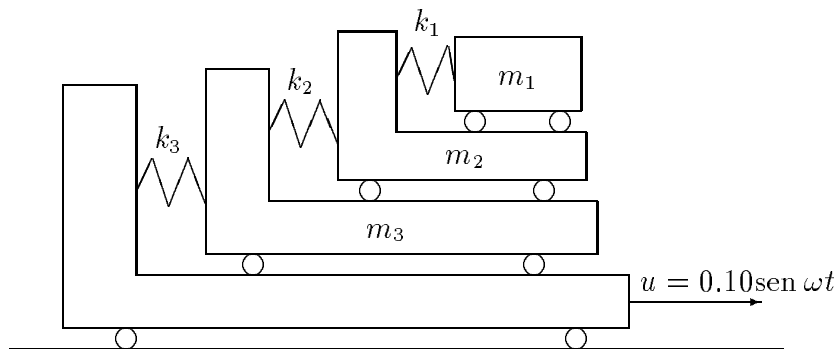 k₁
m₁
k₂
m₂
k₃
m₃
u = 0.10sen ωt